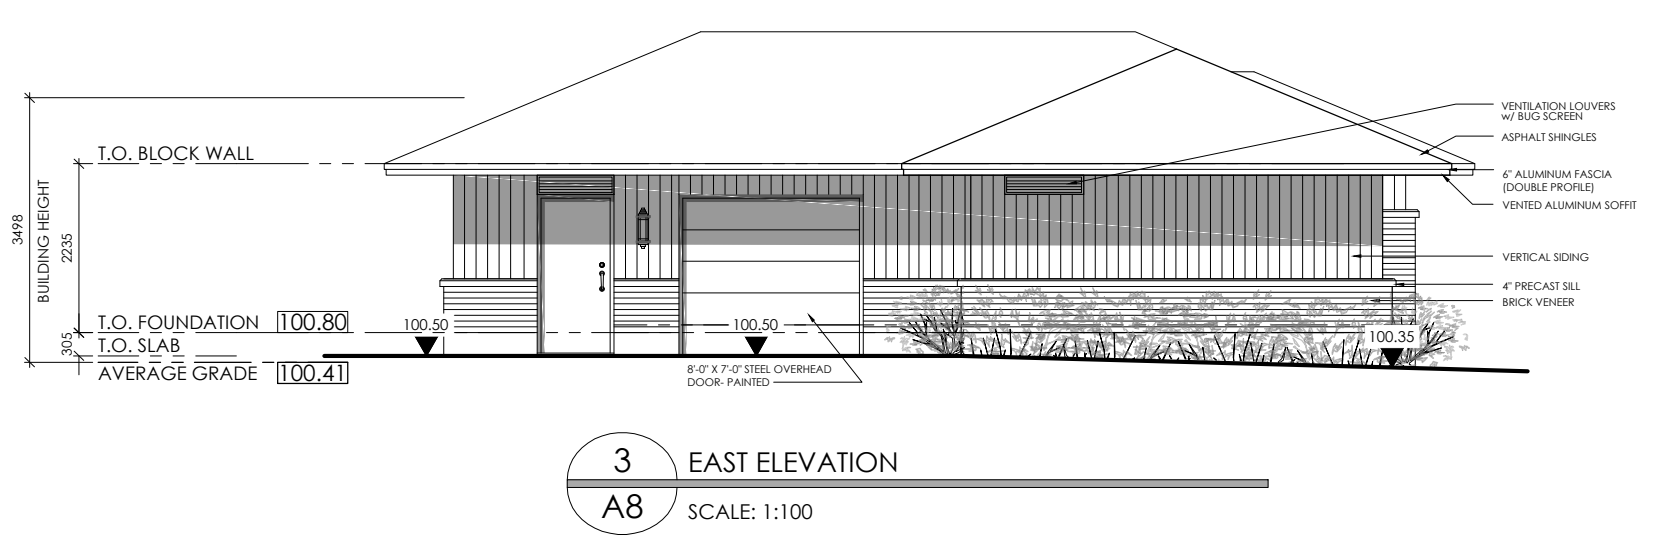 VENTILATION LOUVERS
w/ BUG SCREEN
ASPHALT SHINGLES
T.O. BLOCK WALL
6" ALUMINUM FASCIA
(DOUBLE PROFILE)
VENTED ALUMINUM SOFFIT
3498
BUILDING HEIGHT
2235
VERTICAL SIDING
4" PRECAST SILL
BRICK VENEER
T.O. FOUNDATION 100.80
100.50
100.50
100.35
305
T.O. SLAB
AVERAGE GRADE 100.41
8'-0" X 7'-0" STEEL OVERHEAD
DOOR- PAINTED
3
EAST ELEVATION
A8
SCALE: 1:100